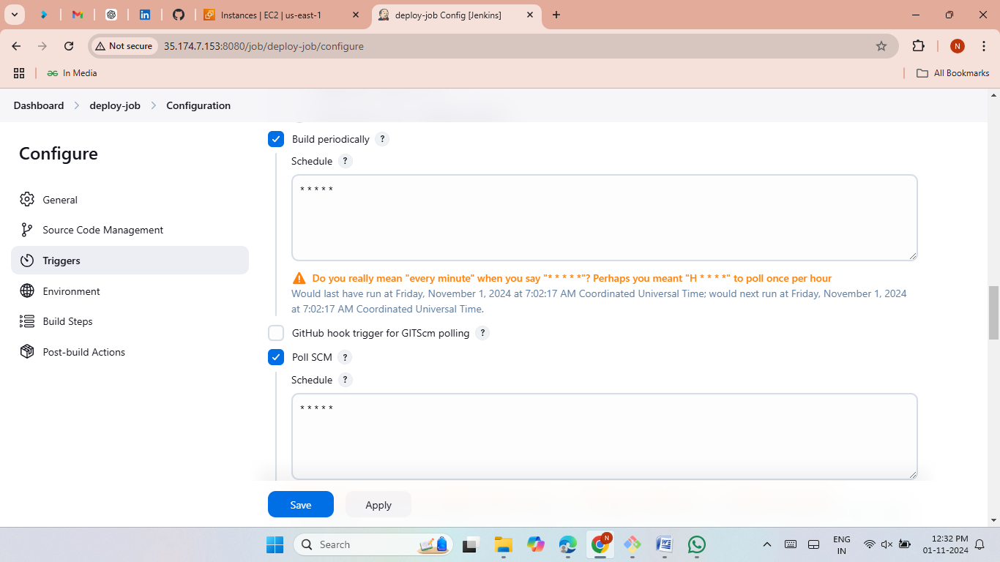 Instances | EC2 | us-east-1
deploy-job Config [Jenkins]
Not secure
35.174.7.153:8080/job/deploy-job/configure
N
In Media
All Bookmarks
Dashboard
deploy-job
Configuration
Configure
General
Source Code Management
Triggers
Environment
Build Steps
Post-build Actions
Build periodically ?
Schedule ?
* * * * *
Do you really mean "every minute" when you say "* * * * *"? Perhaps you meant "H * * * *" to poll once per hour
Would last have run at Friday, November 1, 2024 at 7:02:17 AM Coordinated Universal Time; would next run at Friday, November 1, 2024
at 7:02:17 AM Coordinated Universal Time.
GitHub hook trigger for GITScm polling ?
Poll SCM ?
Schedule ?
* * * * *
Save
Apply
Search
N
ENG
IN
12:32 PM
01-11-2024